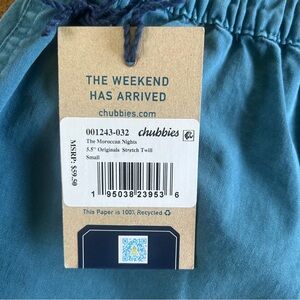 THE WEEKEND
HAS ARRIVED
chubbies.com
001243-032 chubbies
The Moroccan Nights
5.5" Originals Stretch Twill
Small
MSRP: $59.50
1 95038 23953 6
This Paper is 100% Recycled